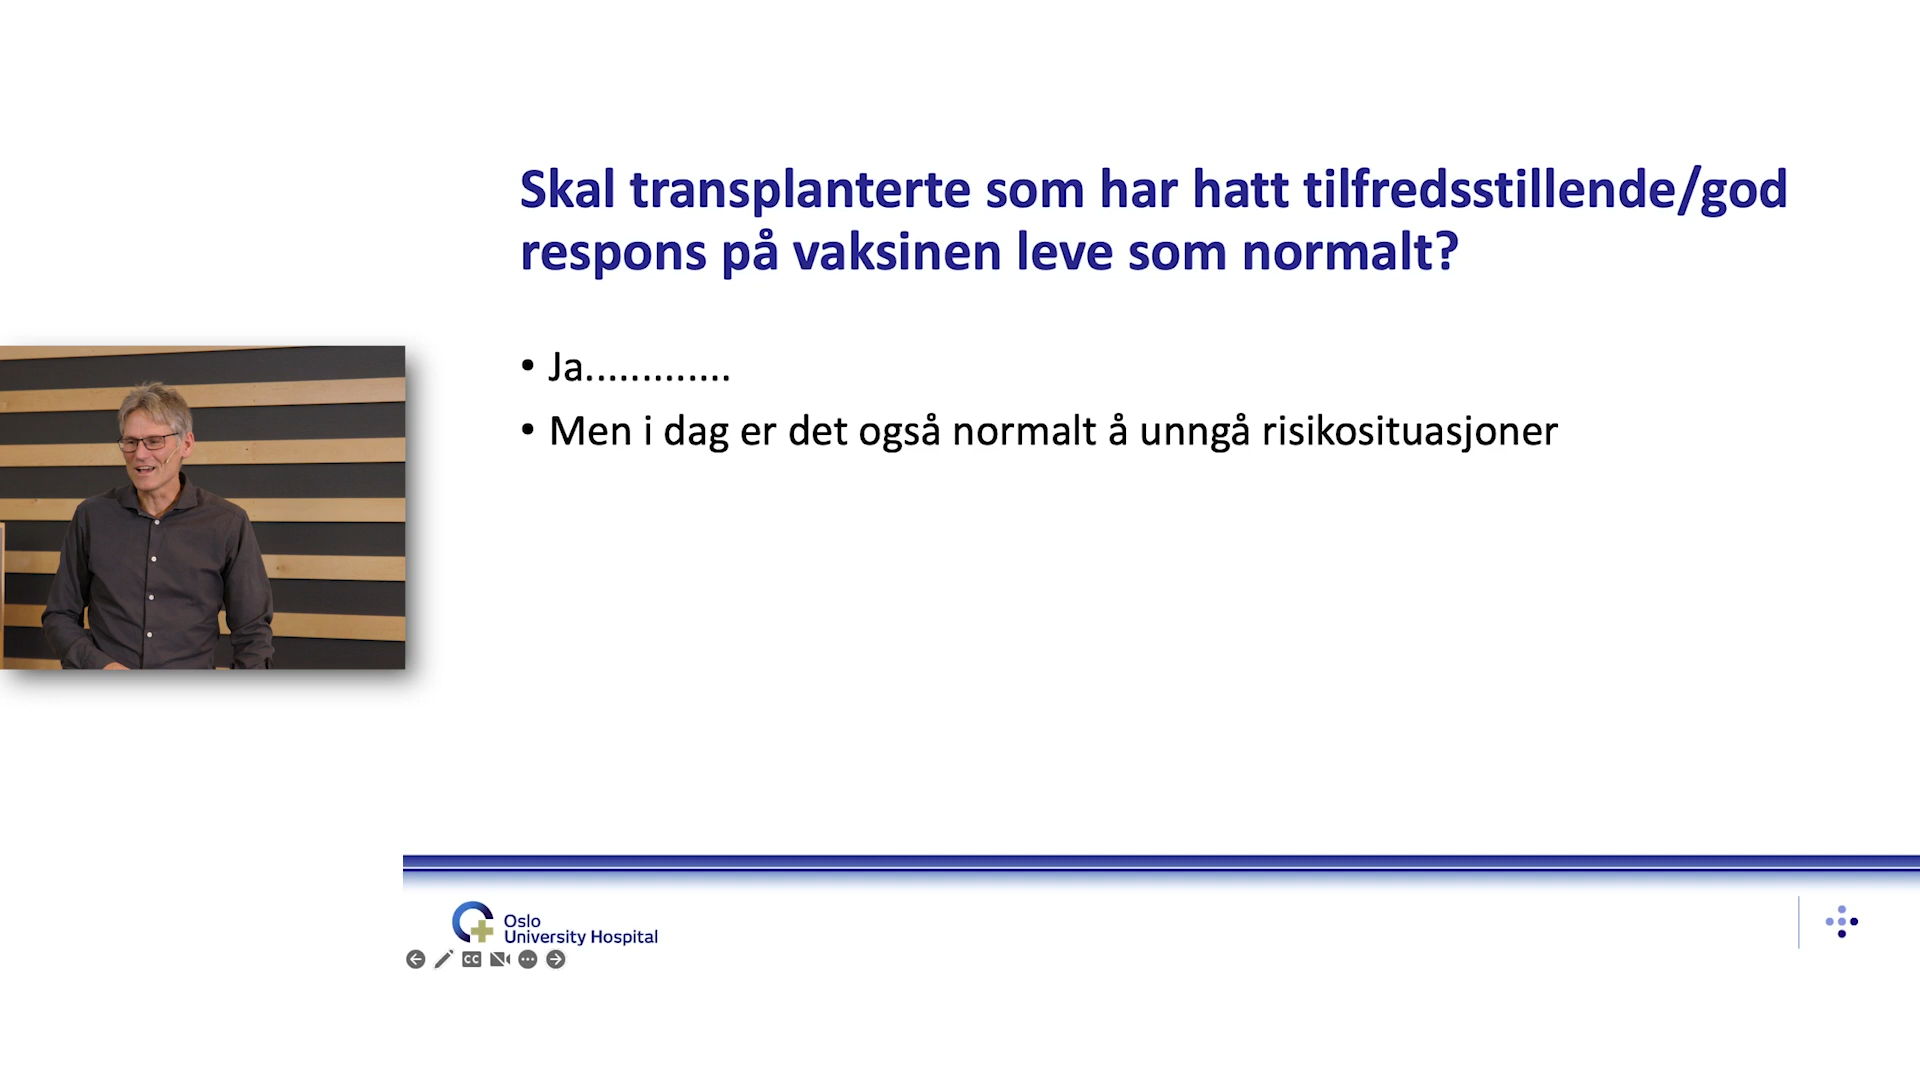 Skal transplanterte som har hatt tilfredsstillende/god
respons på vaksinen leve som normalt?
• Ja.............
• Men i dag er det også normalt å unngå risikosituasjoner
Oslo
University Hospital
CC